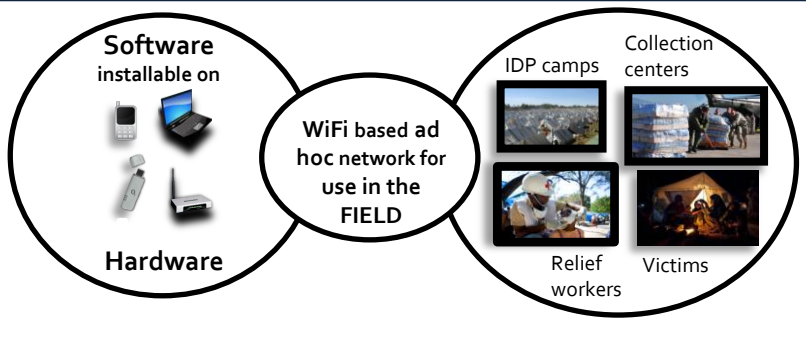 Software
installable on
Hardware
WiFi based ad
hoc network for
use in the
FIELD
IDP camps
Collection
centers
Relief
workers
Victims